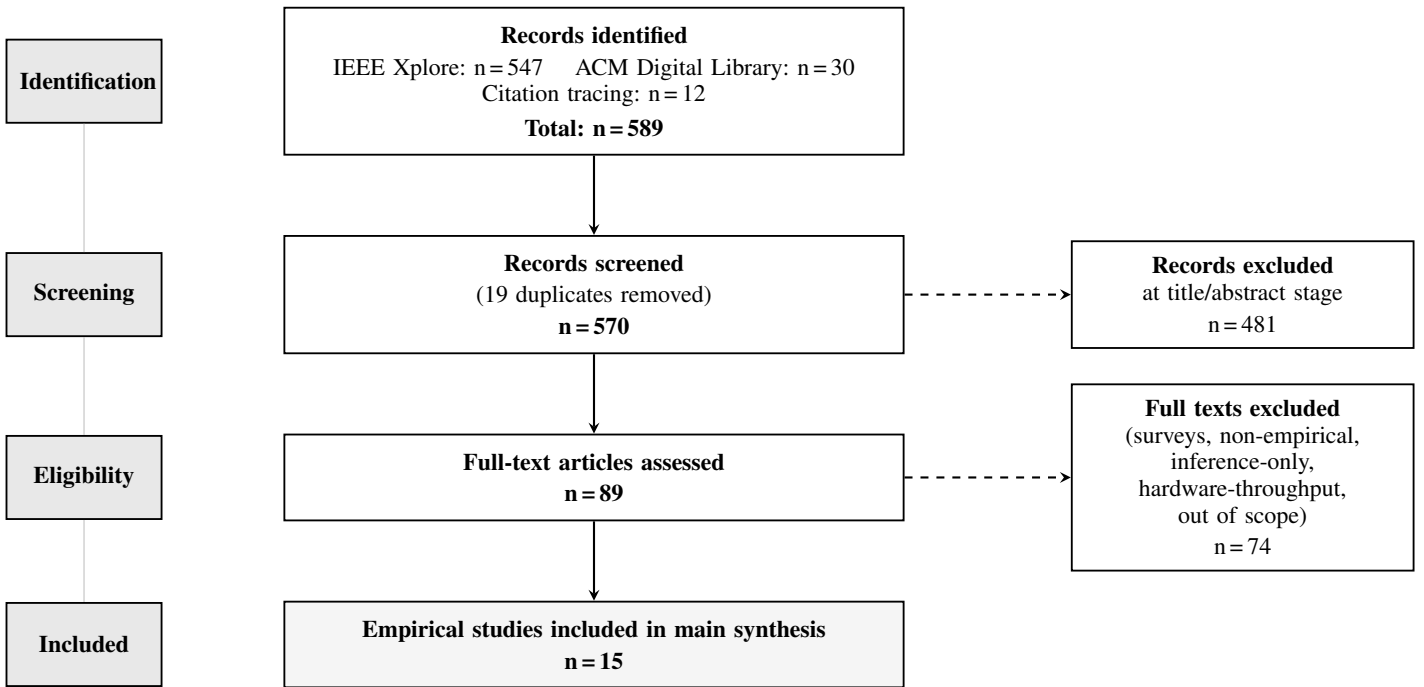 Identification
Records identified
IEEE Xplore: n = 547 ACM Digital Library: n = 30
Citation tracing: n = 12
Total: n = 589
Screening
Records screened
(19 duplicates removed)
n = 570
Records excluded
at title/abstract stage
n = 481
Eligibility
Full-text articles assessed
n = 89
Full texts excluded
(surveys, non-empirical,
inference-only,
hardware-throughput,
out of scope)
n = 74
Included
Empirical studies included in main synthesis
n = 15